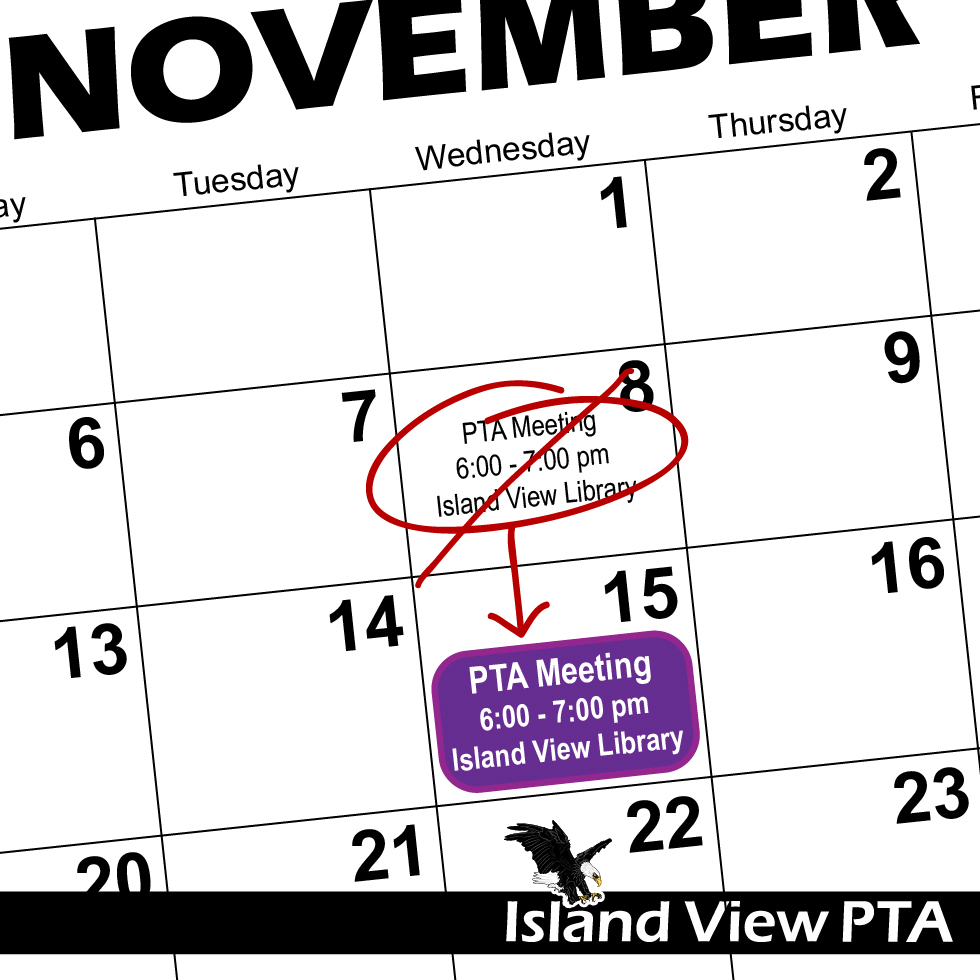 NOVEMBER
ay
Tuesday
Wednesday
Thursday
F
1
2
6
7
8
9
PTA Meeting
6:00 - 7:00 pm
Island View Library
13
14
15
16
PTA Meeting
6:00 - 7:00 pm
Island View Library
20
21
22
23
Island View PTA